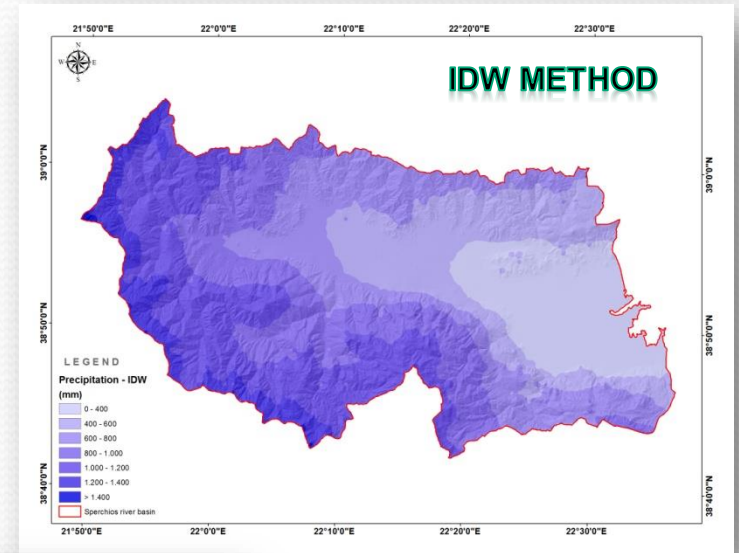 21°50'0"E 22°0'0"E 22°10'0"E 22°20'0"E 22°30'0"E
N
W E
S
IDW METHOD
39°0'0"N
39°0'0"N
38°50'0"N
38°50'0"N
LEGEND
Precipitation - IDW
(mm)
0 - 400
400 - 600
600 - 800
800 - 1.000
1.000 - 1.200
1.200 - 1.400
> 1.400
Sperchios river basin
38°40'0"N
38°40'0"N
21°50'0"E 22°0'0"E 22°10'0"E 22°20'0"E 22°30'0"E